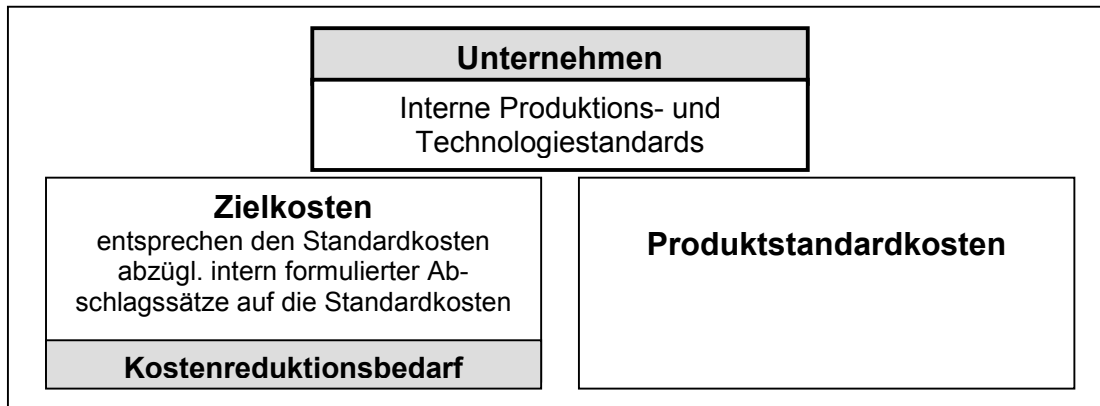 Unternehmen
Interne Produktions- und
Technologiestandards
Zielkosten
entsprechen den Standardkosten
abzügl. intern formulierter Ab-
schlagssätze auf die Standardkosten
Kostenreduktionsbedarf
Produktstandardkosten